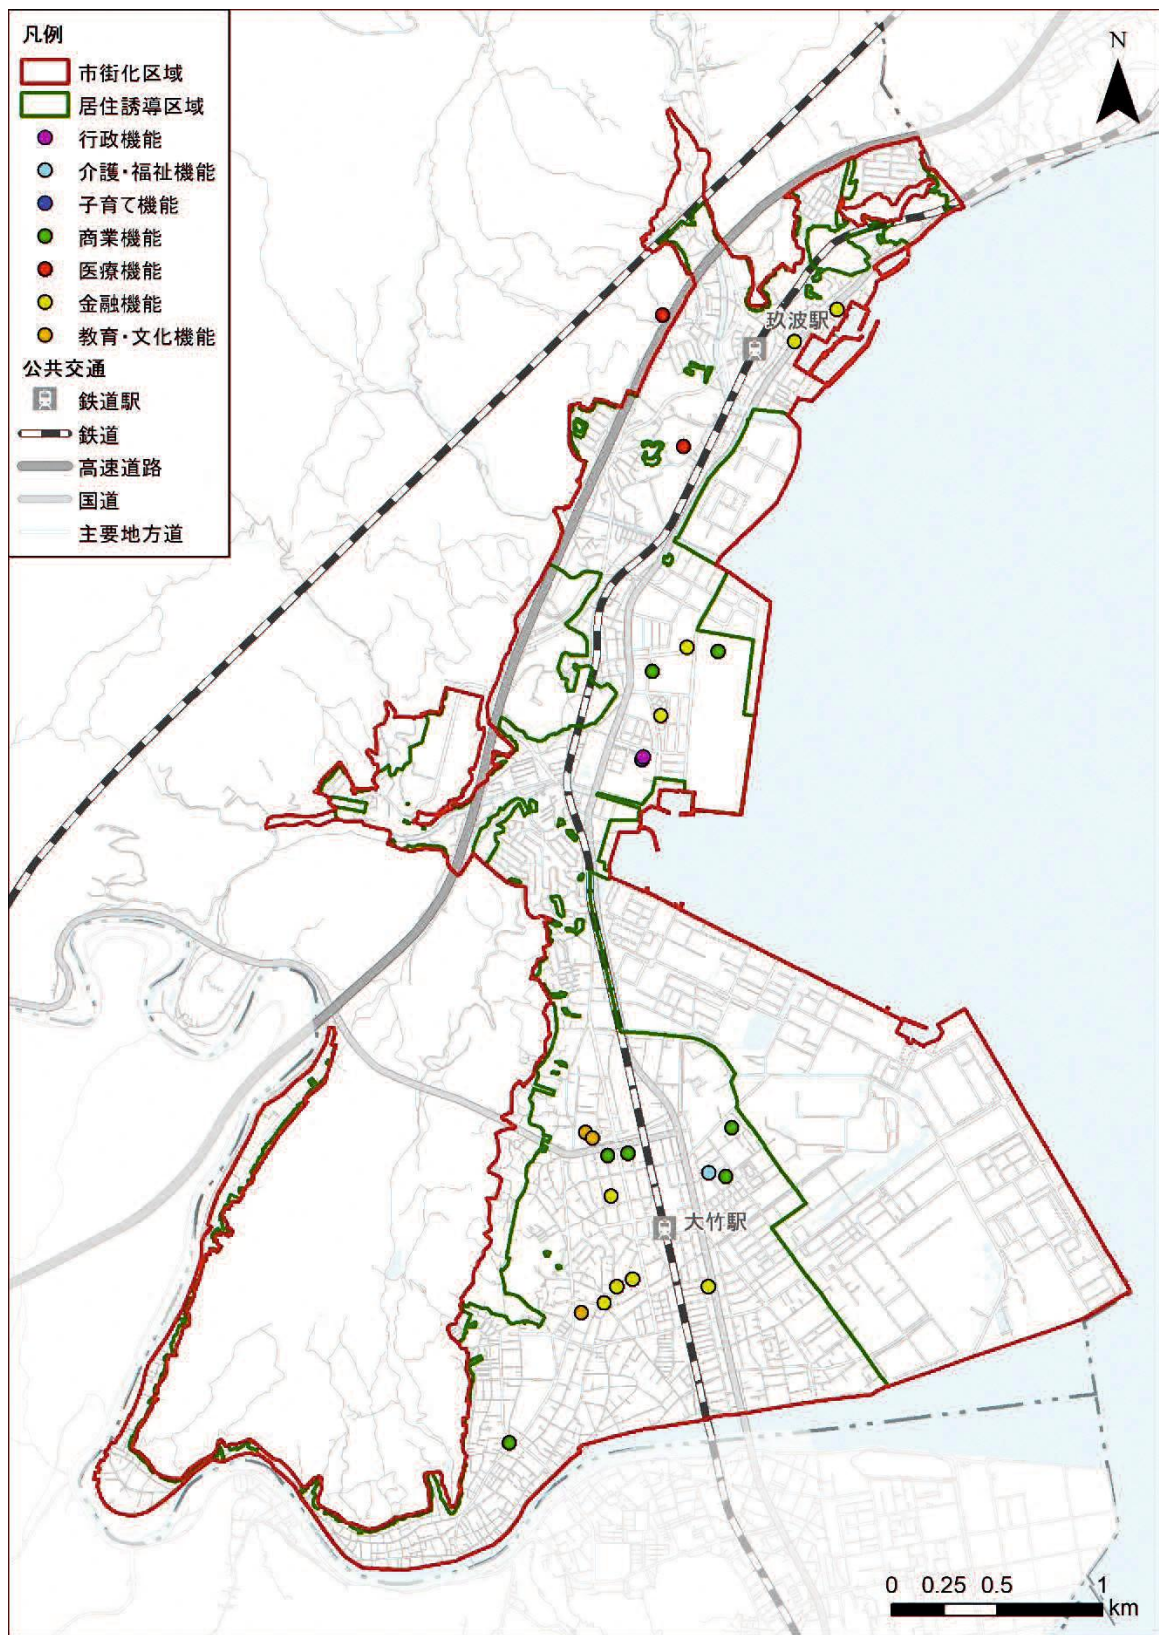 凡例
市街化区域
居住誘導区域
行政機能
介護・福祉機能
子育て機能
商業機能
医療機能
金融機能
教育・文化機能
公共交通
鉄道駅
鉄道
高速道路
国道
主要地方道
N
玖波駅
大竹駅
0 0.25 0.5 1
km